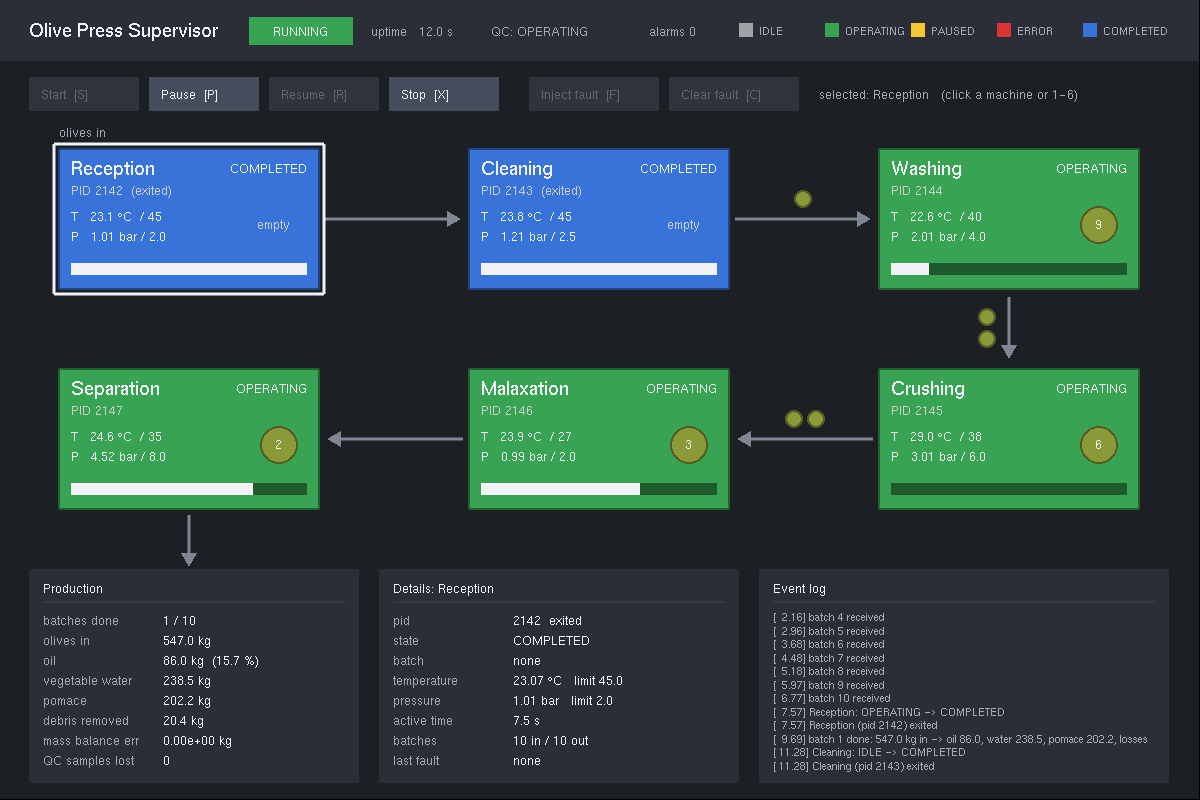 Olive Press Supervisor
RUNNING
uptime 12.0 s
QC: OPERATING
alarms 0
IDLE
OPERATING
PAUSED
ERROR
COMPLETED
Start [S]
Pause [P]
Resume [R]
Stop [X]
Inject fault [F]
Clear fault [C]
selected: Reception (click a machine or 1-6)
olives in
Reception COMPLETED
PID 2142 (exited)
T 23.1 °C / 45
P 1.01 bar / 2.0
empty
Cleaning COMPLETED
PID 2143 (exited)
T 23.8 °C / 45
P 1.21 bar / 2.5
empty
Washing OPERATING
PID 2144
T 22.6 °C / 40
P 2.01 bar / 4.0
9
Separation OPERATING
PID 2147
T 24.6 °C / 35
P 4.52 bar / 8.0
2
Malaxation OPERATING
PID 2146
T 23.9 °C / 27
P 0.99 bar / 2.0
3
Crushing OPERATING
PID 2145
T 29.0 °C / 38
P 3.01 bar / 6.0
6
Production
batches done 1 / 10
olives in 547.0 kg
oil 86.0 kg (15.7 %)
vegetable water 238.5 kg
pomace 202.2 kg
debris removed 20.4 kg
mass balance err 0.00e+00 kg
QC samples lost 0
Details: Reception
pid 2142 exited
state COMPLETED
batch none
temperature 23.07 °C limit 45.0
pressure 1.01 bar limit 2.0
active time 7.5 s
batches 10 in / 10 out
last fault none
Event log
[ 2.16] batch 4 received
[ 2.96] batch 5 received
[ 3.68] batch 6 received
[ 4.48] batch 7 received
[ 5.18] batch 8 received
[ 5.97] batch 9 received
[ 6.77] batch 10 received
[ 7.57] Reception: OPERATING -> COMPLETED
[ 7.57] Reception (pid 2142) exited
[ 9.69] batch 1 done: 547.0 kg in -> oil 86.0, water 238.5, pomace 202.2, losses
[ 11.28] Cleaning: IDLE -> COMPLETED
[ 11.28] Cleaning (pid 2143) exited